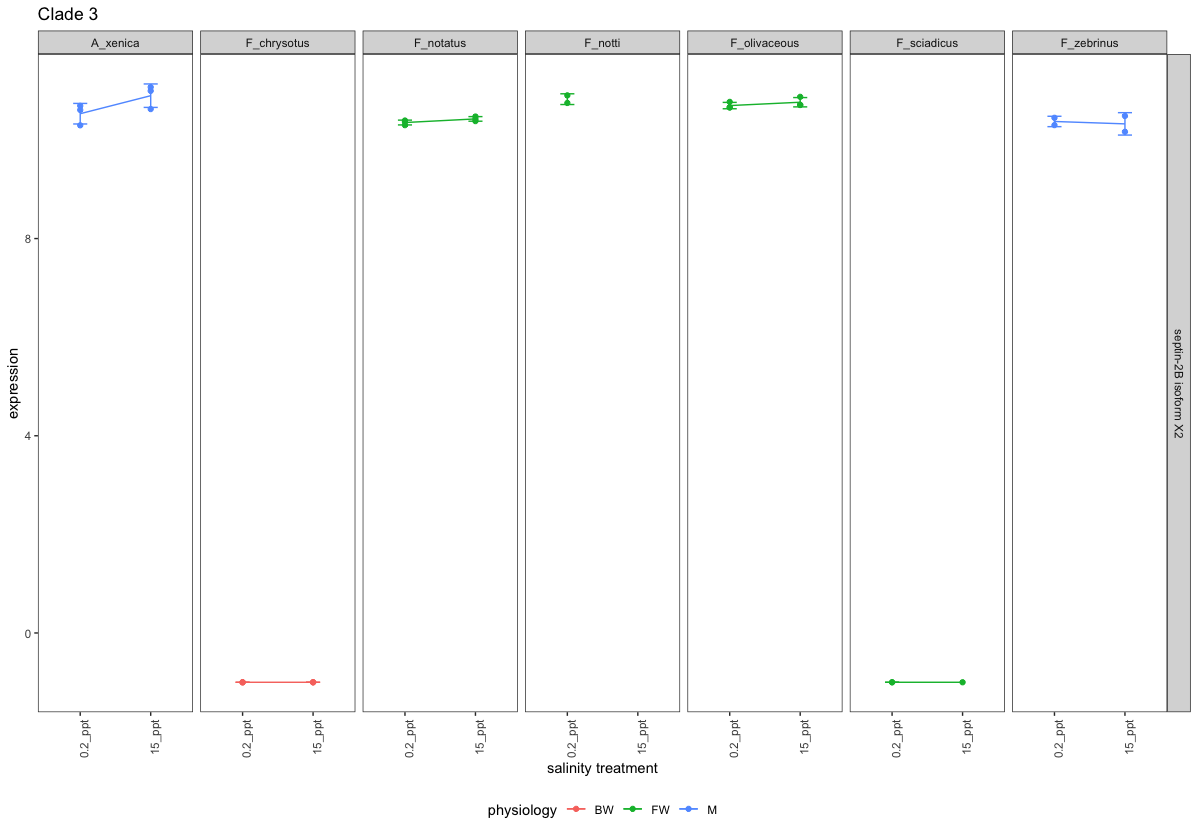 Clade 3
A_xenica F_chrysotus F_notatus F_notti F_olivaceous F_sciadicus F_zebrinus
8
4
0
expression
septin-2B isoform X2
0.2_ppt 15_ppt 0.2_ppt 15_ppt 0.2_ppt 15_ppt 0.2_ppt 15_ppt 0.2_ppt 15_ppt 0.2_ppt 15_ppt 0.2_ppt 15_ppt
salinity treatment
physiology BW FW M